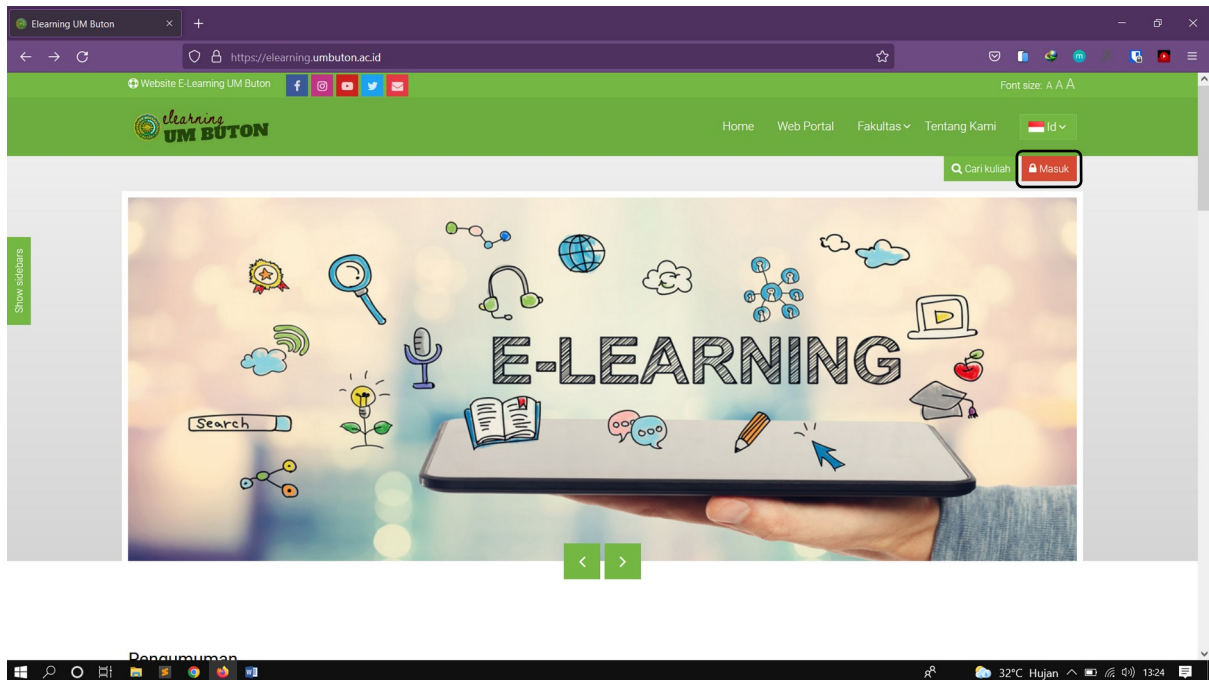 Elearning UM Buton
https://elearning.umbuton.ac.id
Website E-Learning UM Buton
Font size: A A A
elearning
UM BUTON
Home Web Portal Fakultas Tentang Kami Id
Cari kuliah Masuk
Show sidebars
E-LEARNING
Search
Pengumuman
32°C Hujan 13:24